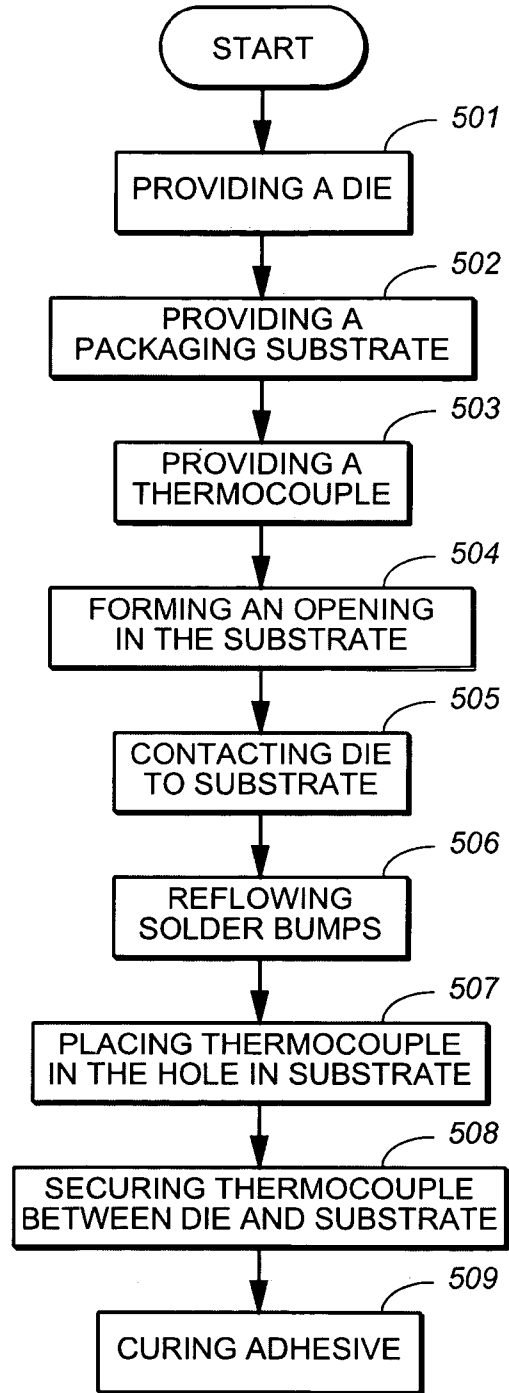 START
501
PROVIDING A DIE
502
PROVIDING A
PACKAGING SUBSTRATE
503
PROVIDING A
THERMOCOUPLE
504
FORMING AN OPENING
IN THE SUBSTRATE
505
CONTACTING DIE
TO SUBSTRATE
506
REFLOWING
SOLDER BUMPS
507
PLACING THERMOCOUPLE
IN THE HOLE IN SUBSTRATE
508
SECURING THERMOCOUPLE
BETWEEN DIE AND SUBSTRATE
509
CURING ADHESIVE